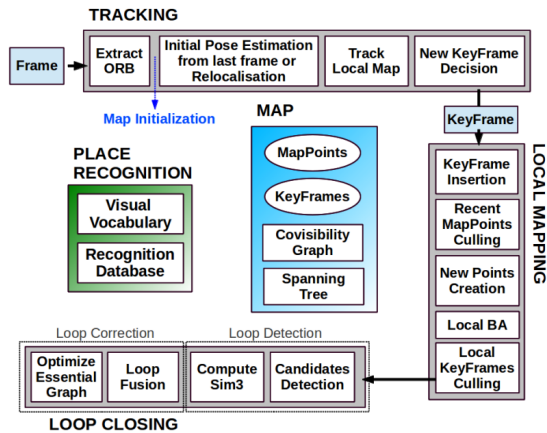 TRACKING
Frame
Extract
ORB
Initial Pose Estimation
from last frame or
Relocalisation
Track
Local Map
New KeyFrame
Decision
Map Initialization
KeyFrame
MAP
MapPoints
KeyFrames
Covisibility
Graph
Spanning
Tree
PLACE
RECOGNITION
Visual
Vocabulary
Recognition
Database
LOCAL MAPPING
KeyFrame
Insertion
Recent
MapPoints
Culling
New Points
Creation
Local BA
Local
KeyFrames
Culling
Loop Correction
Loop Detection
Optimize
Essential
Graph
Loop
Fusion
Compute
Sim3
Candidates
Detection
LOOP CLOSING